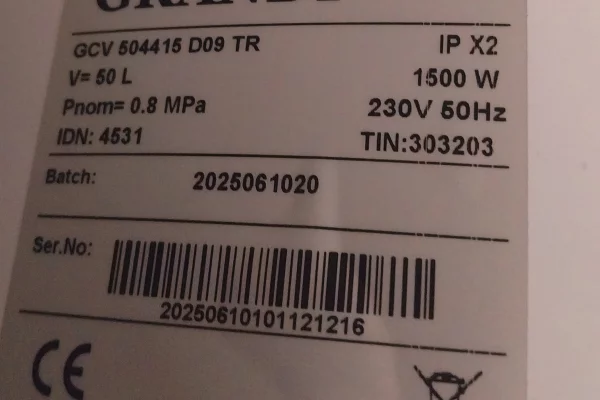 GCV 504415 D09 TR IP X2
V= 50 L 1500 W
Pnom= 0.8 MPa 230V 50Hz
IDN: 4531 TIN:303203
Batch: 2025061020
Ser.No:
20250610101121216
CE